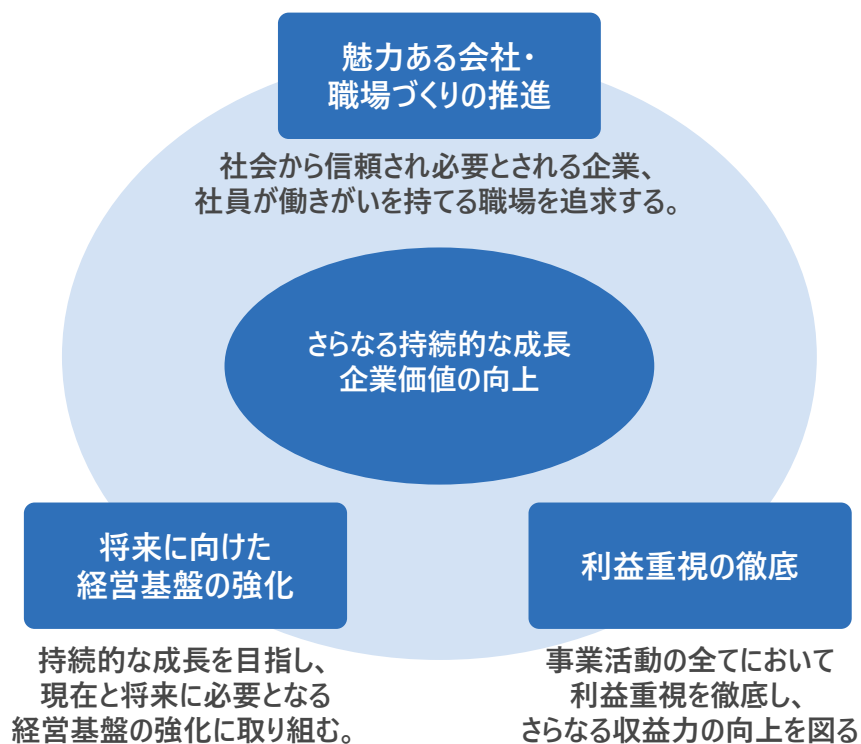 魅力ある会社・
職場づくりの推進
社会から信頼され必要とされる企業、
社員が働きがいを持てる職場を追求する。
さらなる持続的な成長
企業価値の向上
将来に向けた
経営基盤の強化
持続的な成長を目指し、
現在と将来に必要となる
経営基盤の強化に取り組む。
利益重視の徹底
事業活動の全てにおいて
利益重視を徹底し、
さらなる収益力の向上を図る